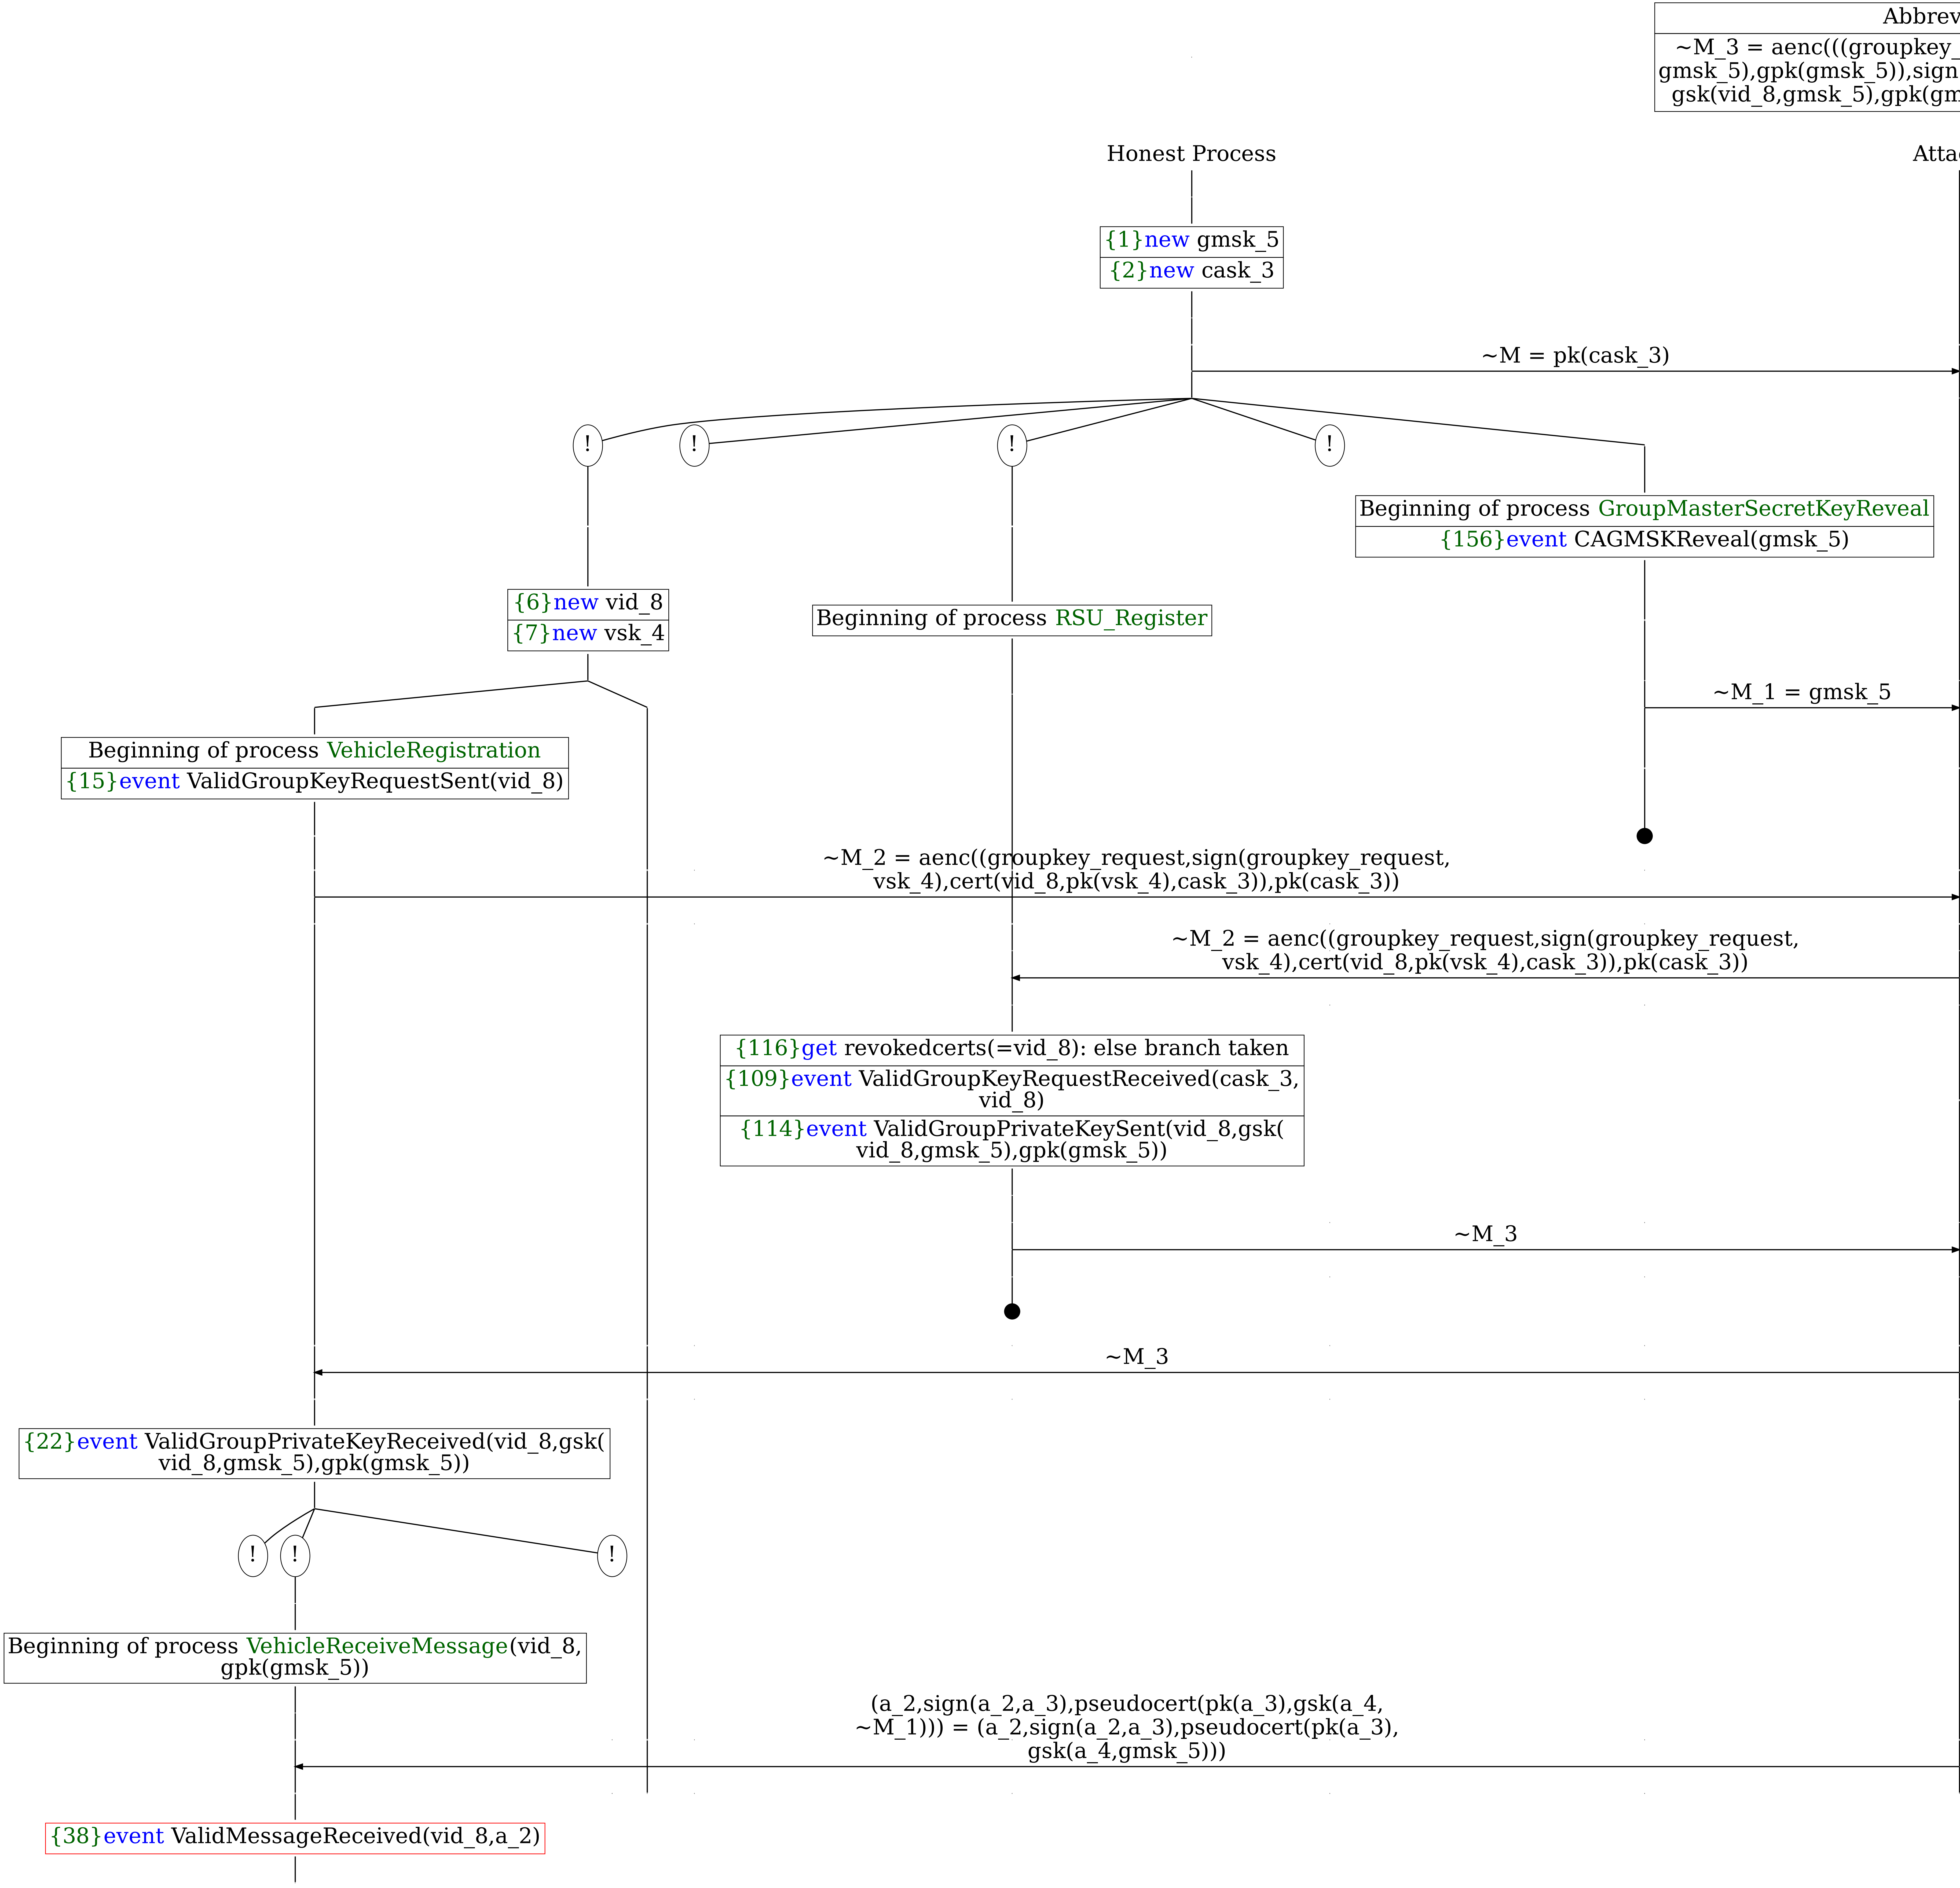 Abbrev
~M_3 = aenc(((groupkey_
gmsk_5),gpk(gmsk_5)),sign
gsk(vid_8,gmsk_5),gpk(gm
Honest Process
Atta
{1}new gmsk_5
{2}new cask_3
~M = pk(cask_3)
! ! ! !
Beginning of process GroupMasterSecretKeyReveal
{156}event CAGMSKReveal(gmsk_5)
{6}new vid_8
{7}new vsk_4
Beginning of process RSU_Register
~M_1 = gmsk_5
Beginning of process VehicleRegistration
{15}event ValidGroupKeyRequestSent(vid_8)
~M_2 = aenc((groupkey_request,sign(groupkey_request,
vsk_4),cert(vid_8,pk(vsk_4),cask_3)),pk(cask_3))
~M_2 = aenc((groupkey_request,sign(groupkey_request,
vsk_4),cert(vid_8,pk(vsk_4),cask_3)),pk(cask_3))
{116}get revokedcerts(=vid_8): else branch taken
{109}event ValidGroupKeyRequestReceived(cask_3,
vid_8)
{114}event ValidGroupPrivateKeySent(vid_8,gsk(
vid_8,gmsk_5),gpk(gmsk_5))
~M_3
~M_3
{22}event ValidGroupPrivateKeyReceived(vid_8,gsk(
vid_8,gmsk_5),gpk(gmsk_5))
! ! !
Beginning of process VehicleReceiveMessage(vid_8,
gpk(gmsk_5))
(a_2,sign(a_2,a_3),pseudocert(pk(a_3),gsk(a_4,
~M_1))) = (a_2,sign(a_2,a_3),pseudocert(pk(a_3),
gsk(a_4,gmsk_5)))
{38}event ValidMessageReceived(vid_8,a_2)